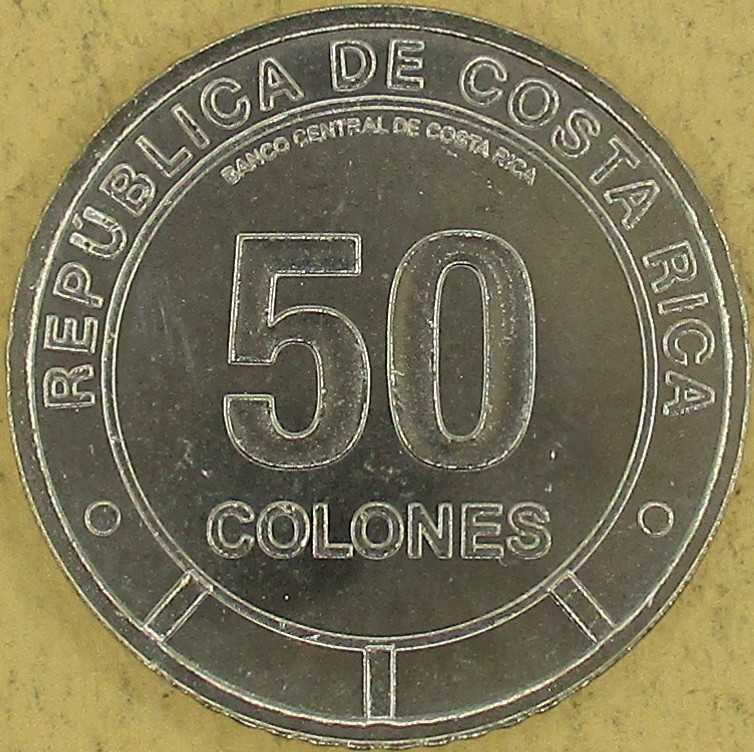 REPÚBLICA DE COSTA RICA
BANCO CENTRAL DE COSTA RICA
50
COLONES